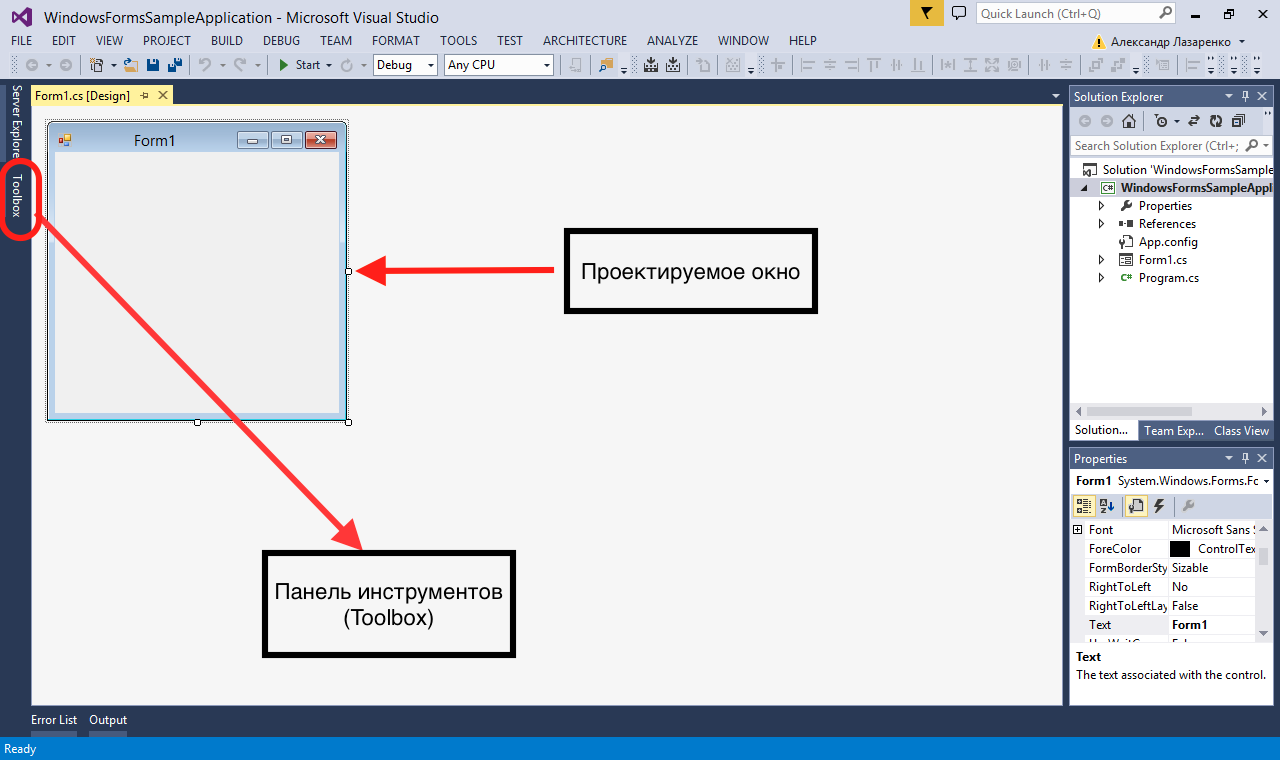 WindowsFormsSampleApplication - Microsoft Visual Studio
Quick Launch (Ctrl+Q)
FILE EDIT VIEW PROJECT BUILD DEBUG TEAM FORMAT TOOLS TEST ARCHITECTURE ANALYZE WINDOW HELP
Александр Лазаренко
Start Debug Any CPU
Server Explore
Toolbox
Form1.cs [Design]
Form1
Проектируемое окно
Панель инструментов
(Toolbox)
Solution Explorer
Search Solution Explorer (Ctrl+;
Solution 'WindowsFormsSample
WindowsFormsSampleAppl
C#
Properties
References
App.config
Form1.cs
C# Program.cs
Solution... Team Exp... Class View
Properties
Form1 System.Windows.Forms.Fc
Font Microsoft Sans S
ForeColor ControlTex
FormBorderSty Sizable
RightToLeft No
RightToLeftLay False
Text Form1
Text
The text associated with the control.
Error List Output
Ready